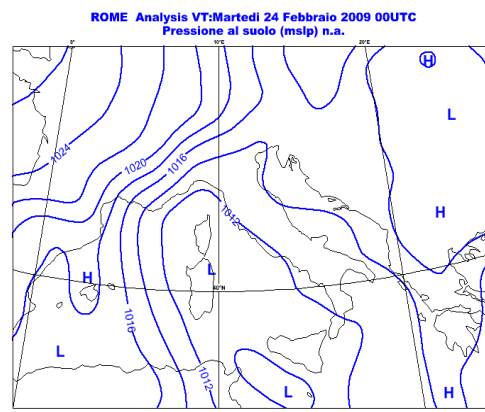 ROME Analysis VT:Martedi 24 Febbraio 2009 00UTC
Pressione al suolo (mslp) n.a.
0° 10°E 20°E
H
L
1024
1020
1016
1012
H
H
L
40°N
1016
L
1012
L
H